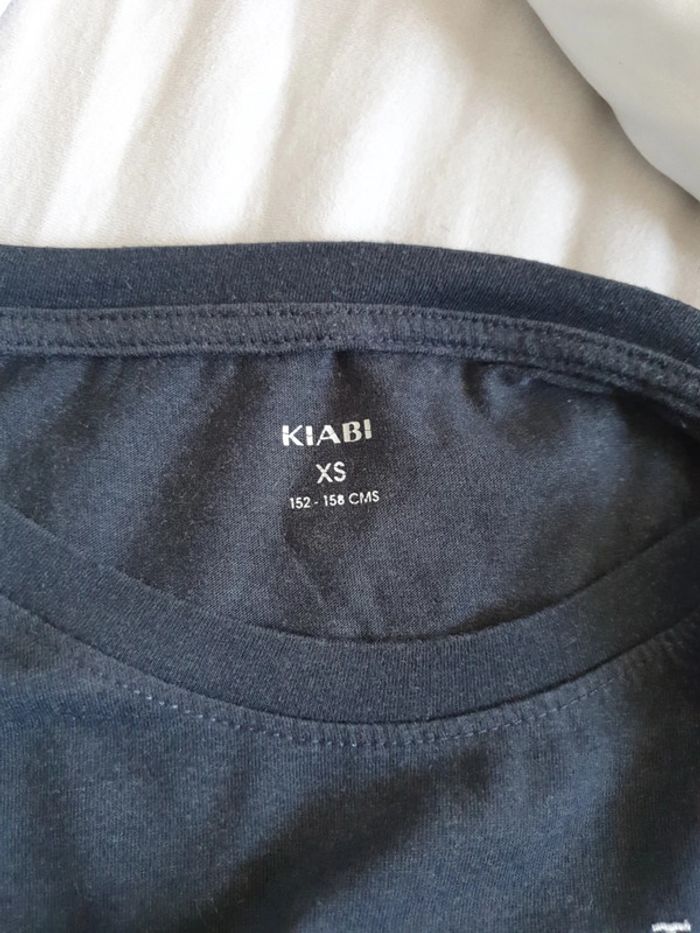 KIABI
XS
152 - 158 CMS